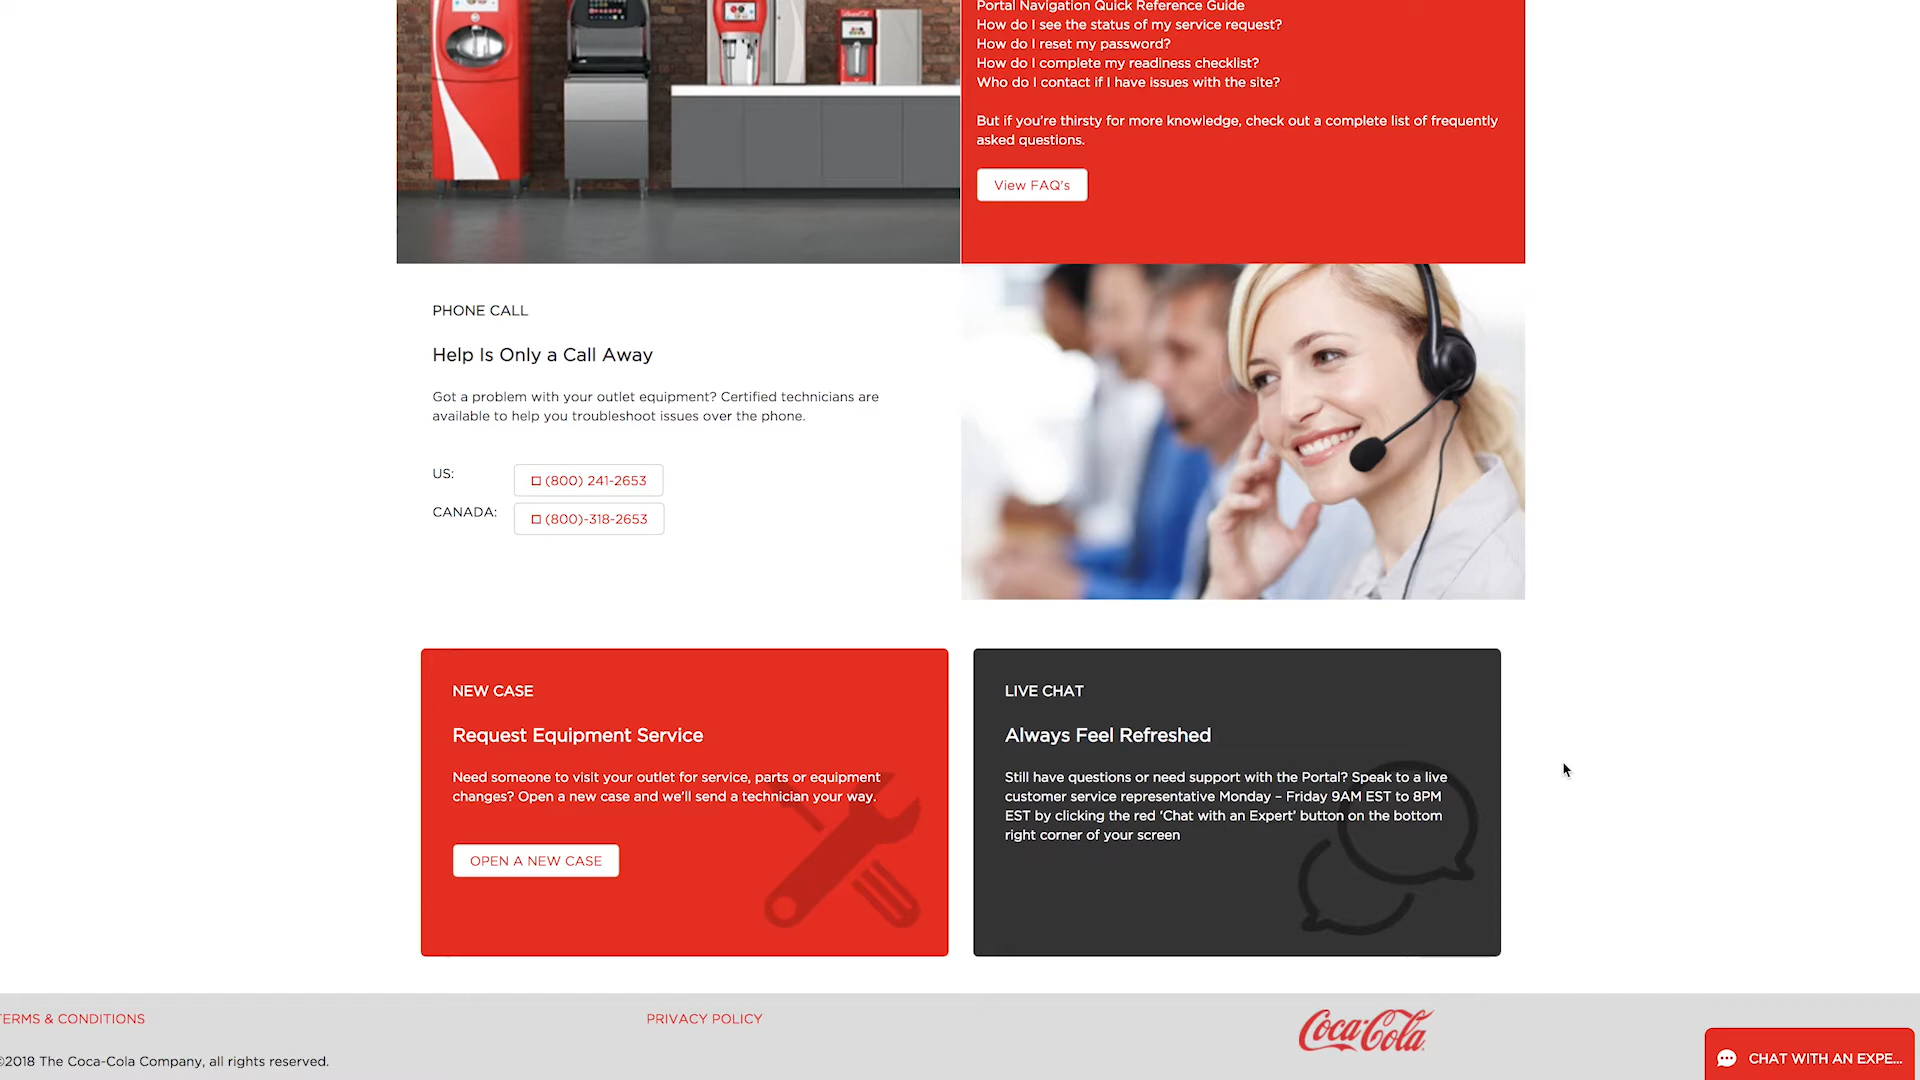 Portal Navigation Quick Reference Guide
How do I see the status of my service request?
How do I reset my password?
How do I complete my readiness checklist?
Who do I contact if I have issues with the site?
But if you're thirsty for more knowledge, check out a complete list of frequently
asked questions.
View FAQ's
PHONE CALL
Help Is Only a Call Away
Got a problem with your outlet equipment? Certified technicians are
available to help you troubleshoot issues over the phone.
US:
(800) 241-2653
CANADA:
(800)-318-2653
NEW CASE
Request Equipment Service
Need someone to visit your outlet for service, parts or equipment
changes? Open a new case and we'll send a technician your way.
OPEN A NEW CASE
LIVE CHAT
Always Feel Refreshed
Still have questions or need support with the Portal? Speak to a live
customer service representative Monday – Friday 9AM EST to 8PM
EST by clicking the red ‘Chat with an Expert’ button on the bottom
right corner of your screen
TERMS & CONDITIONS
PRIVACY POLICY
Coca-Cola
©2018 The Coca-Cola Company, all rights reserved.
CHAT WITH AN EXPE...